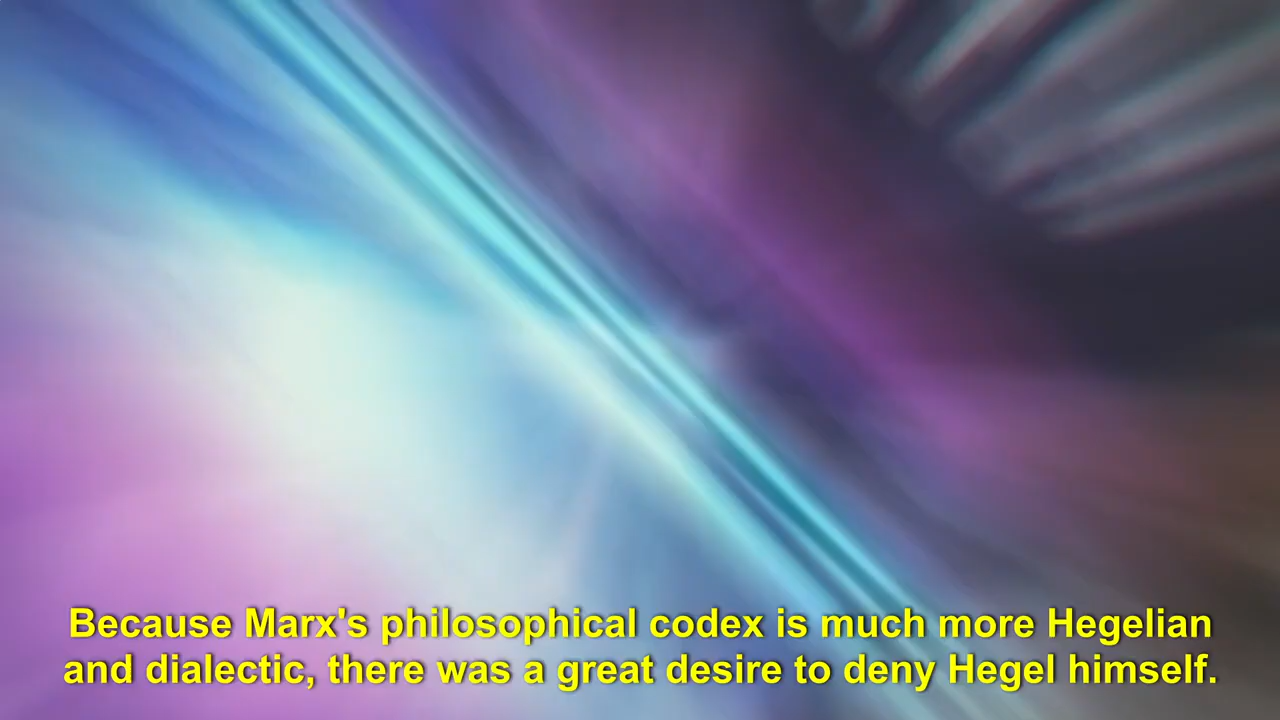 Because Marx's philosophical codex is much more Hegelian
and dialectic, there was a great desire to deny Hegel himself.